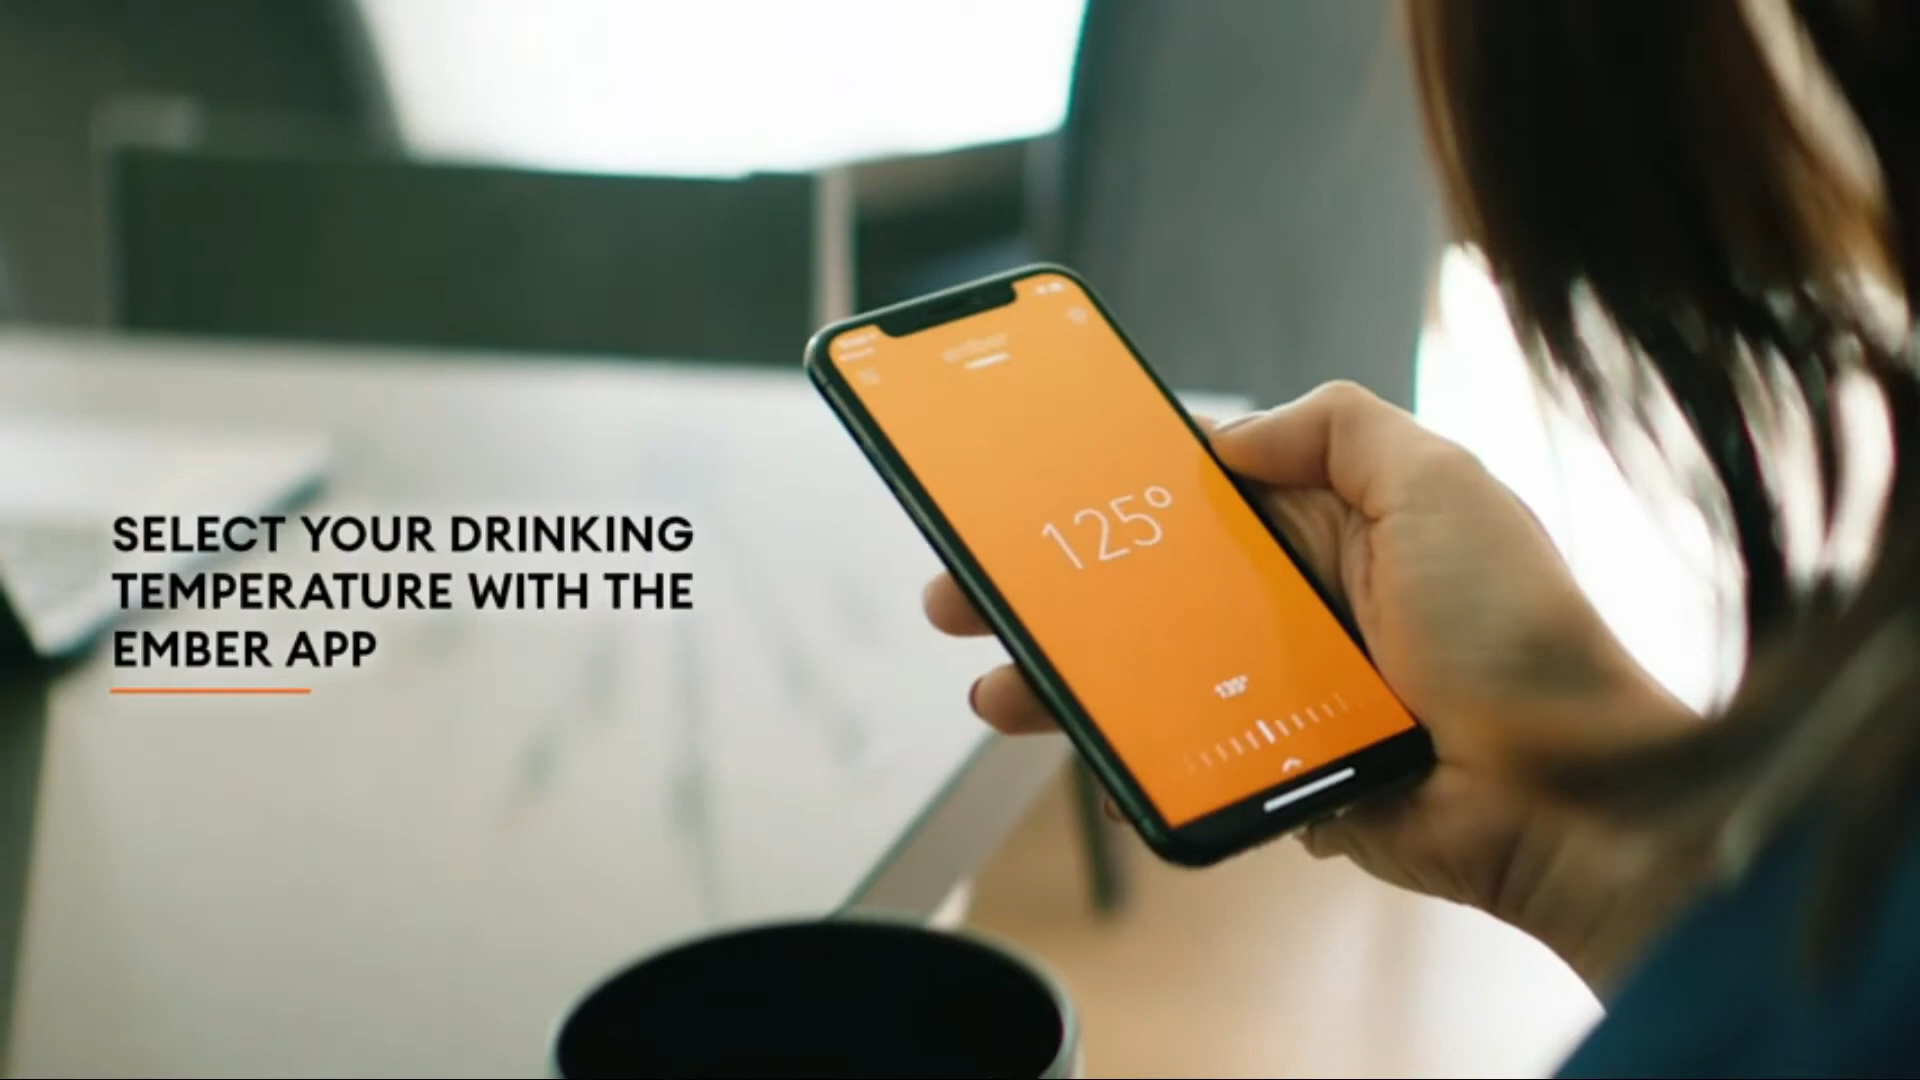 SELECT YOUR DRINKING
TEMPERATURE WITH THE
EMBER APP
125°
135°